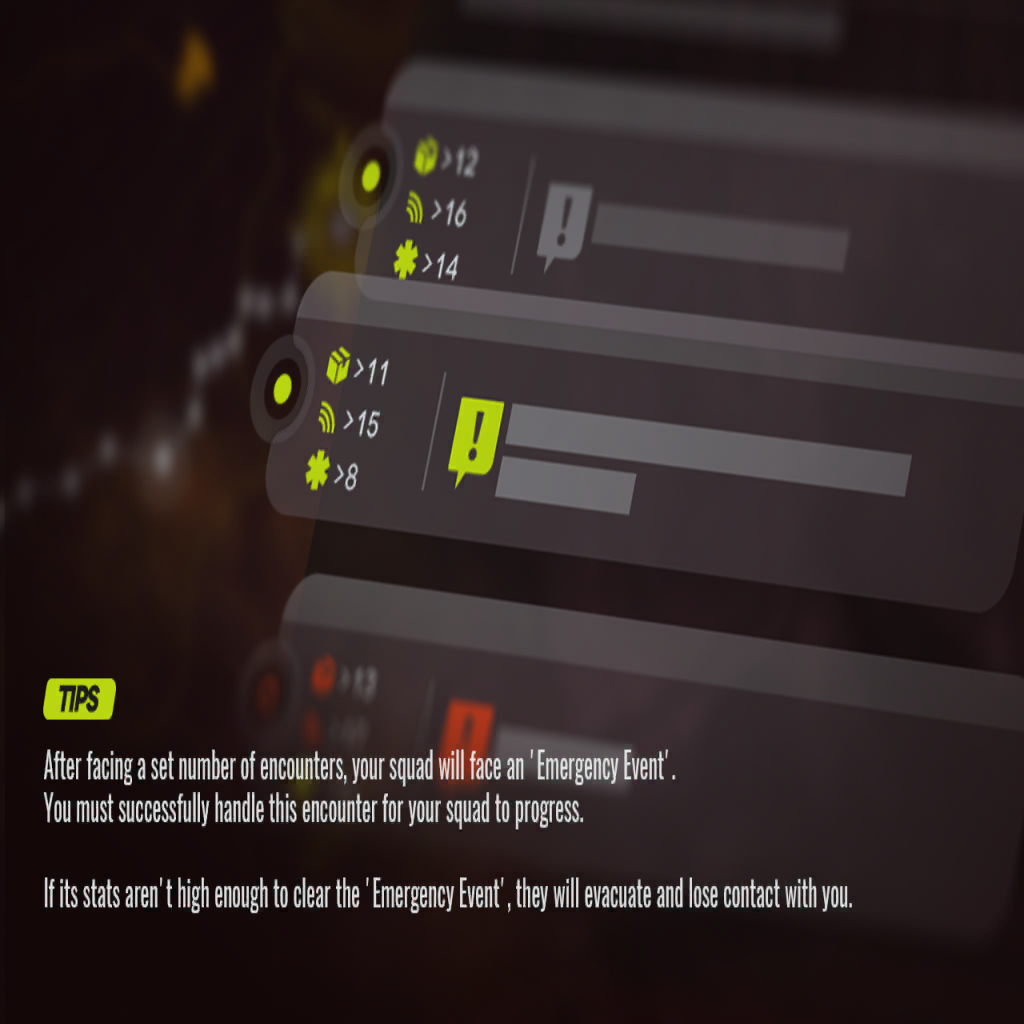 >12
>16
>14
>11
>15
>8
>13
TIPS
After facing a set number of encounters, your squad will face an 'Emergency Event'.
You must successfully handle this encounter for your squad to progress.
If its stats aren't high enough to clear the 'Emergency Event', they will evacuate and lose contact with you.